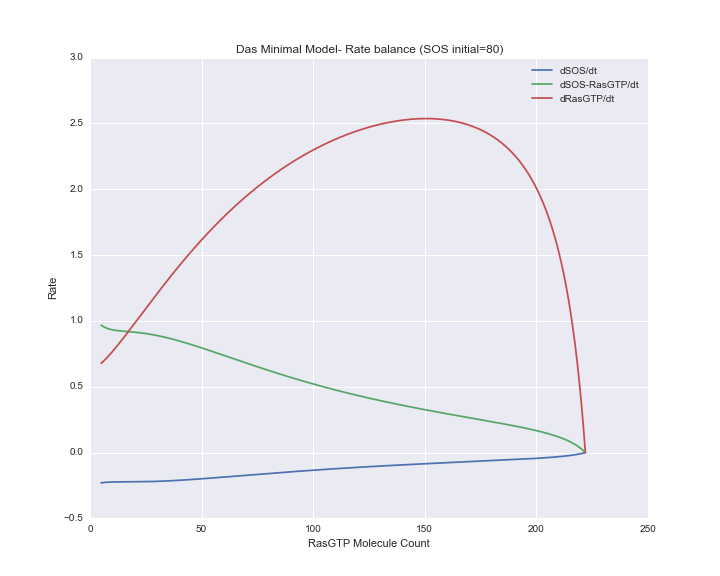 Das Minimal Model- Rate balance (SOS initial=80)
3.0
2.5
2.0
1.5
1.0
0.5
0.0
−0.5
Rate
dSOS/dt
dSOS-RasGTP/dt
dRasGTP/dt
0 50 100 150 200 250
RasGTP Molecule Count